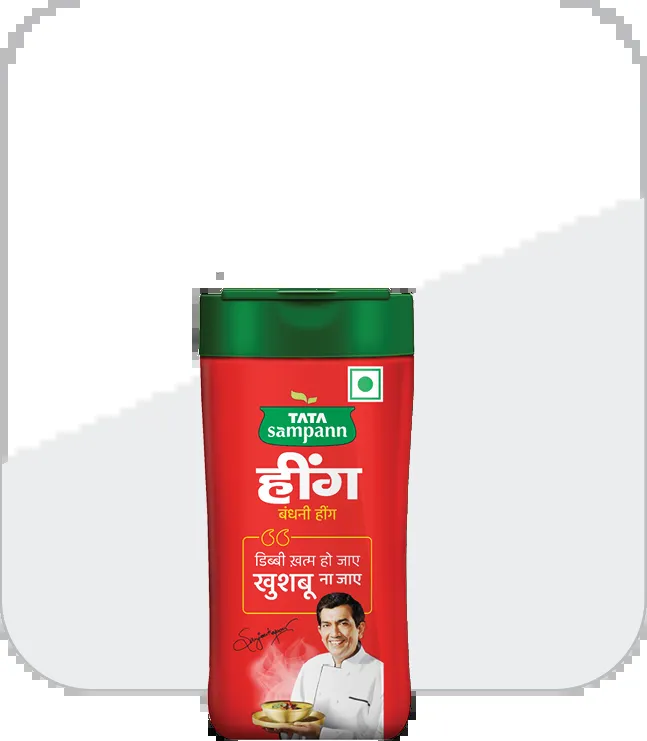 TATA
sampann
हींग
बंधनी हींग
डिब्बी ख़त्म हो जाए
खुशबू ना जाए